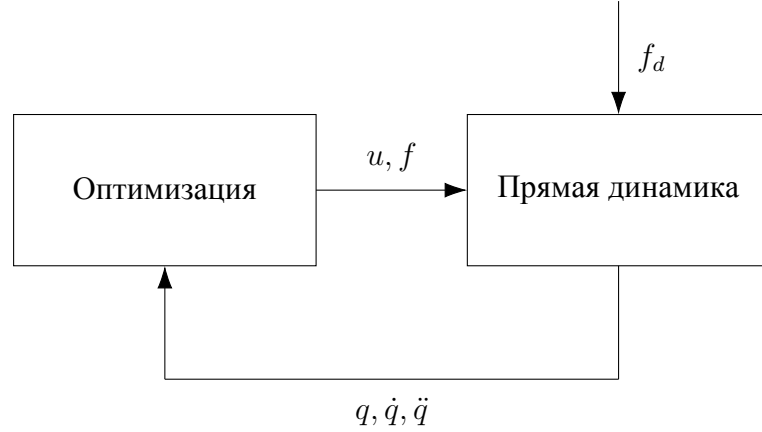 f_d
u, f
Оптимизация
Прямая динамика
q, q̇, q̈